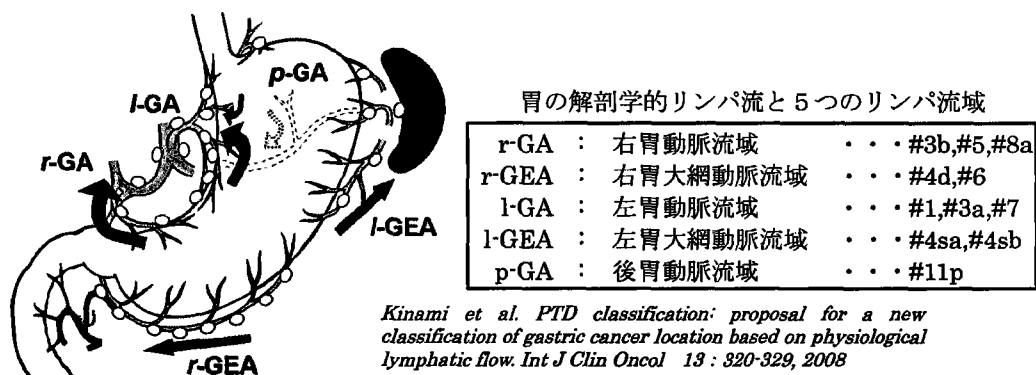 p-GA
l-GA
r-GA
l-GEA
r-GEA
胃の解剖学的リンパ流と5つのリンパ流域
r-GA : 右胃動脈流域 ・・・#3b,#5,#8a
r-GEA : 右胃大網動脈流域 ・・・#4d,#6
l-GA : 左胃動脈流域 ・・・#1,#3a,#7
l-GEA : 左胃大網動脈流域 ・・・#4sa,#4sb
p-GA : 後胃動脈流域 ・・・#11p
Kinami et al. PTD classification: proposal for a new
classification of gastric cancer location based on physiological
lymphatic flow. Int J Clin Oncol 13 : 320-329, 2008